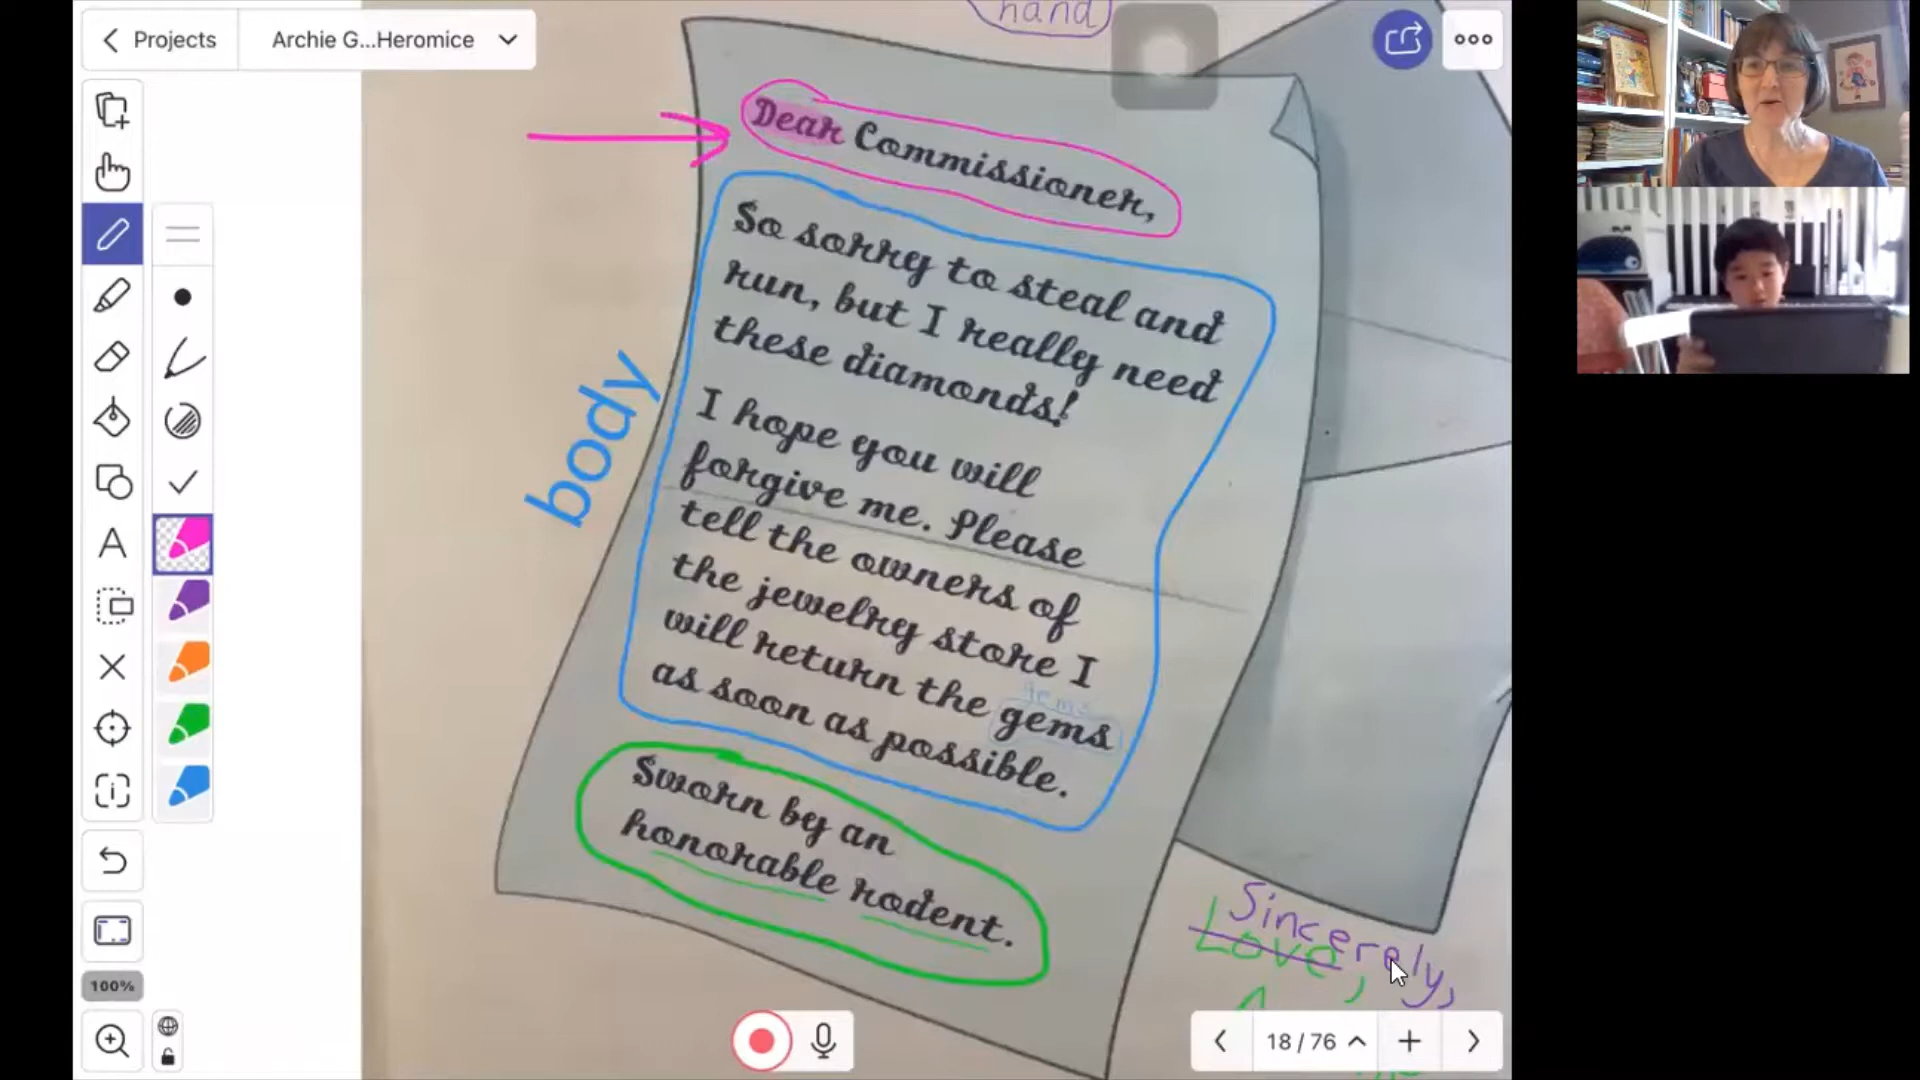 Projects
Archie G...Heromice
hand
Dear Commissioner,
So sorry to steal and
run, but I really need
these diamonds!
I hope you will
forgive me. Please
tell the owners of
the jewelry store I
will return the gems
as soon as possible.
Sworn by an
honorable rodent.
body
gems
Sincerely,
Love,
A
100%
18 / 76